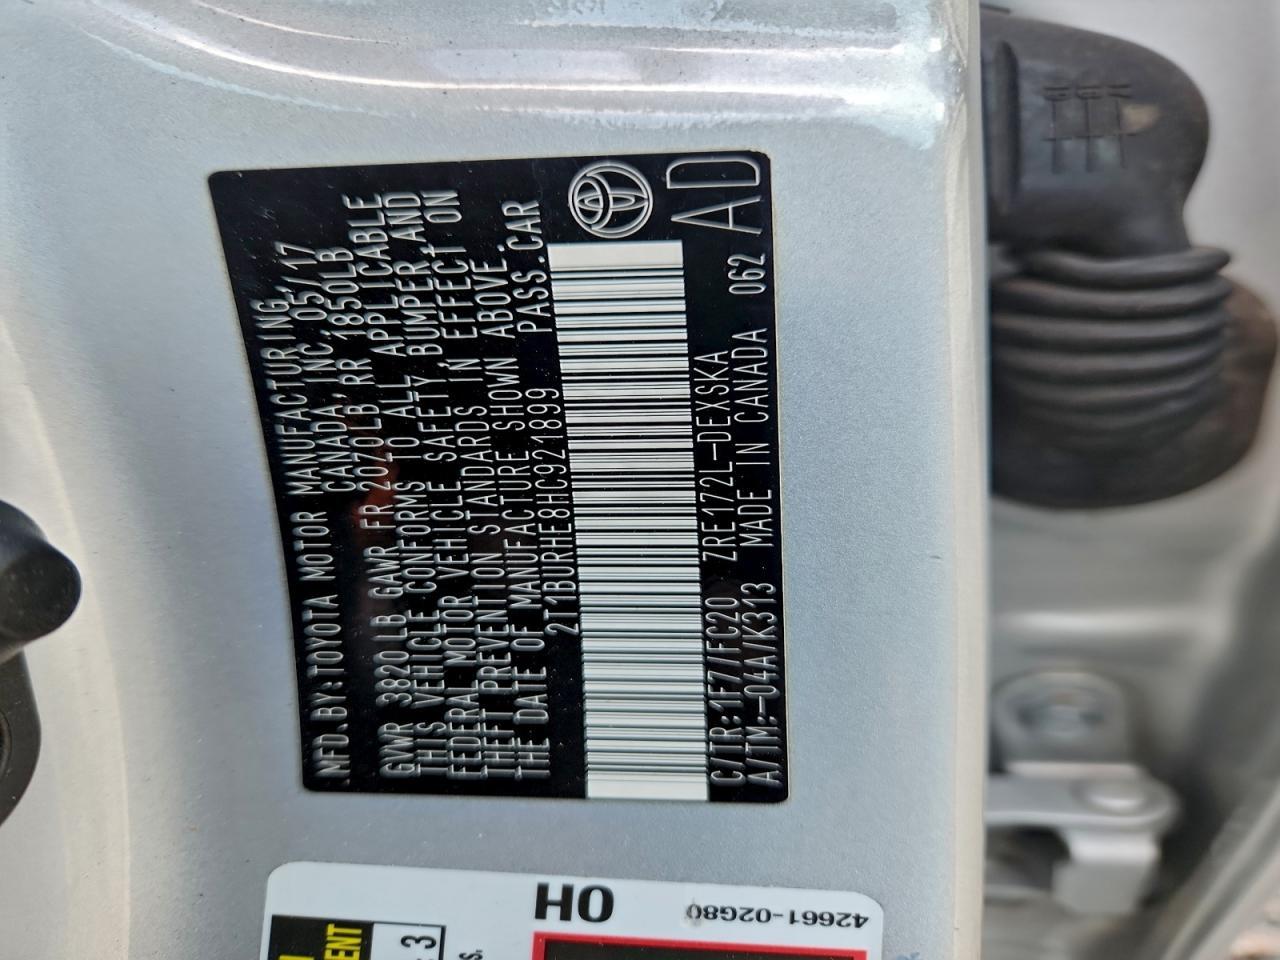 MFD.BY:TOYOTA MOTOR MANUFACTURING
CANADA,INC. 05/17
GVWR 3820LB GAWR FR 2070LB,RR 1850LB
THIS VEHICLE CONFORMS TO ALL APPLICABLE
FEDERAL MOTOR VEHICLE SAFETY,BUMPER,AND
THEFT PREVENTION STANDARDS IN EFFECT ON
THE DATE OF MANUFACTURE SHOWN ABOVE.
2T1BURHE8HC921899 PASS.CAR
C/TR:1F7/FC20 ZRE172L-DEXSKA 062
A/TM:-04A/K313 MADE IN CANADA AD
OH
42661-02G80
3